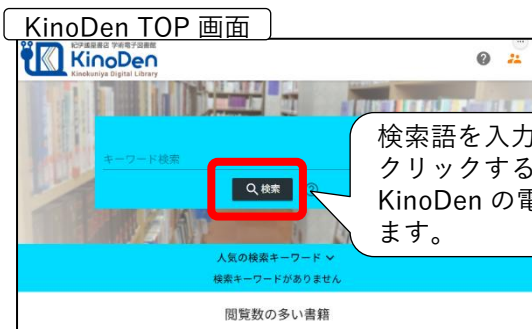 KinoDen TOP 画面
紀伊國屋書店 学術電子図書館
KinoDen
Kinokuniya Digital Library
キーワード検索
検索
検索語を入力
クリックする
KinoDen の電
ます。
人気の検索キーワード
検索キーワードがありません
閲覧数の多い書籍